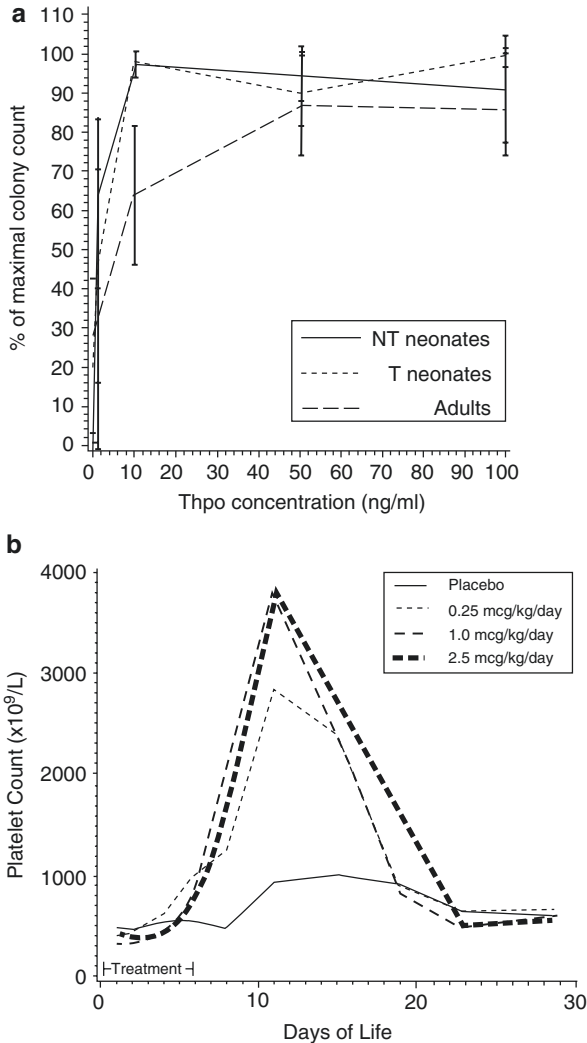 a
% of maximal colony count
110
100
90
80
70
60
50
40
30
20
10
0
NT neonates
T neonates
Adults
0 10 20 30 40 50 60 70 80 90 100
Thpo concentration (ng/ml)
b
Platelet Count (x10⁹/L)
4000
3000
2000
1000
0
Placebo
0.25 mcg/kg/day
1.0 mcg/kg/day
2.5 mcg/kg/day
Treatment
0 10 20 30
Days of Life